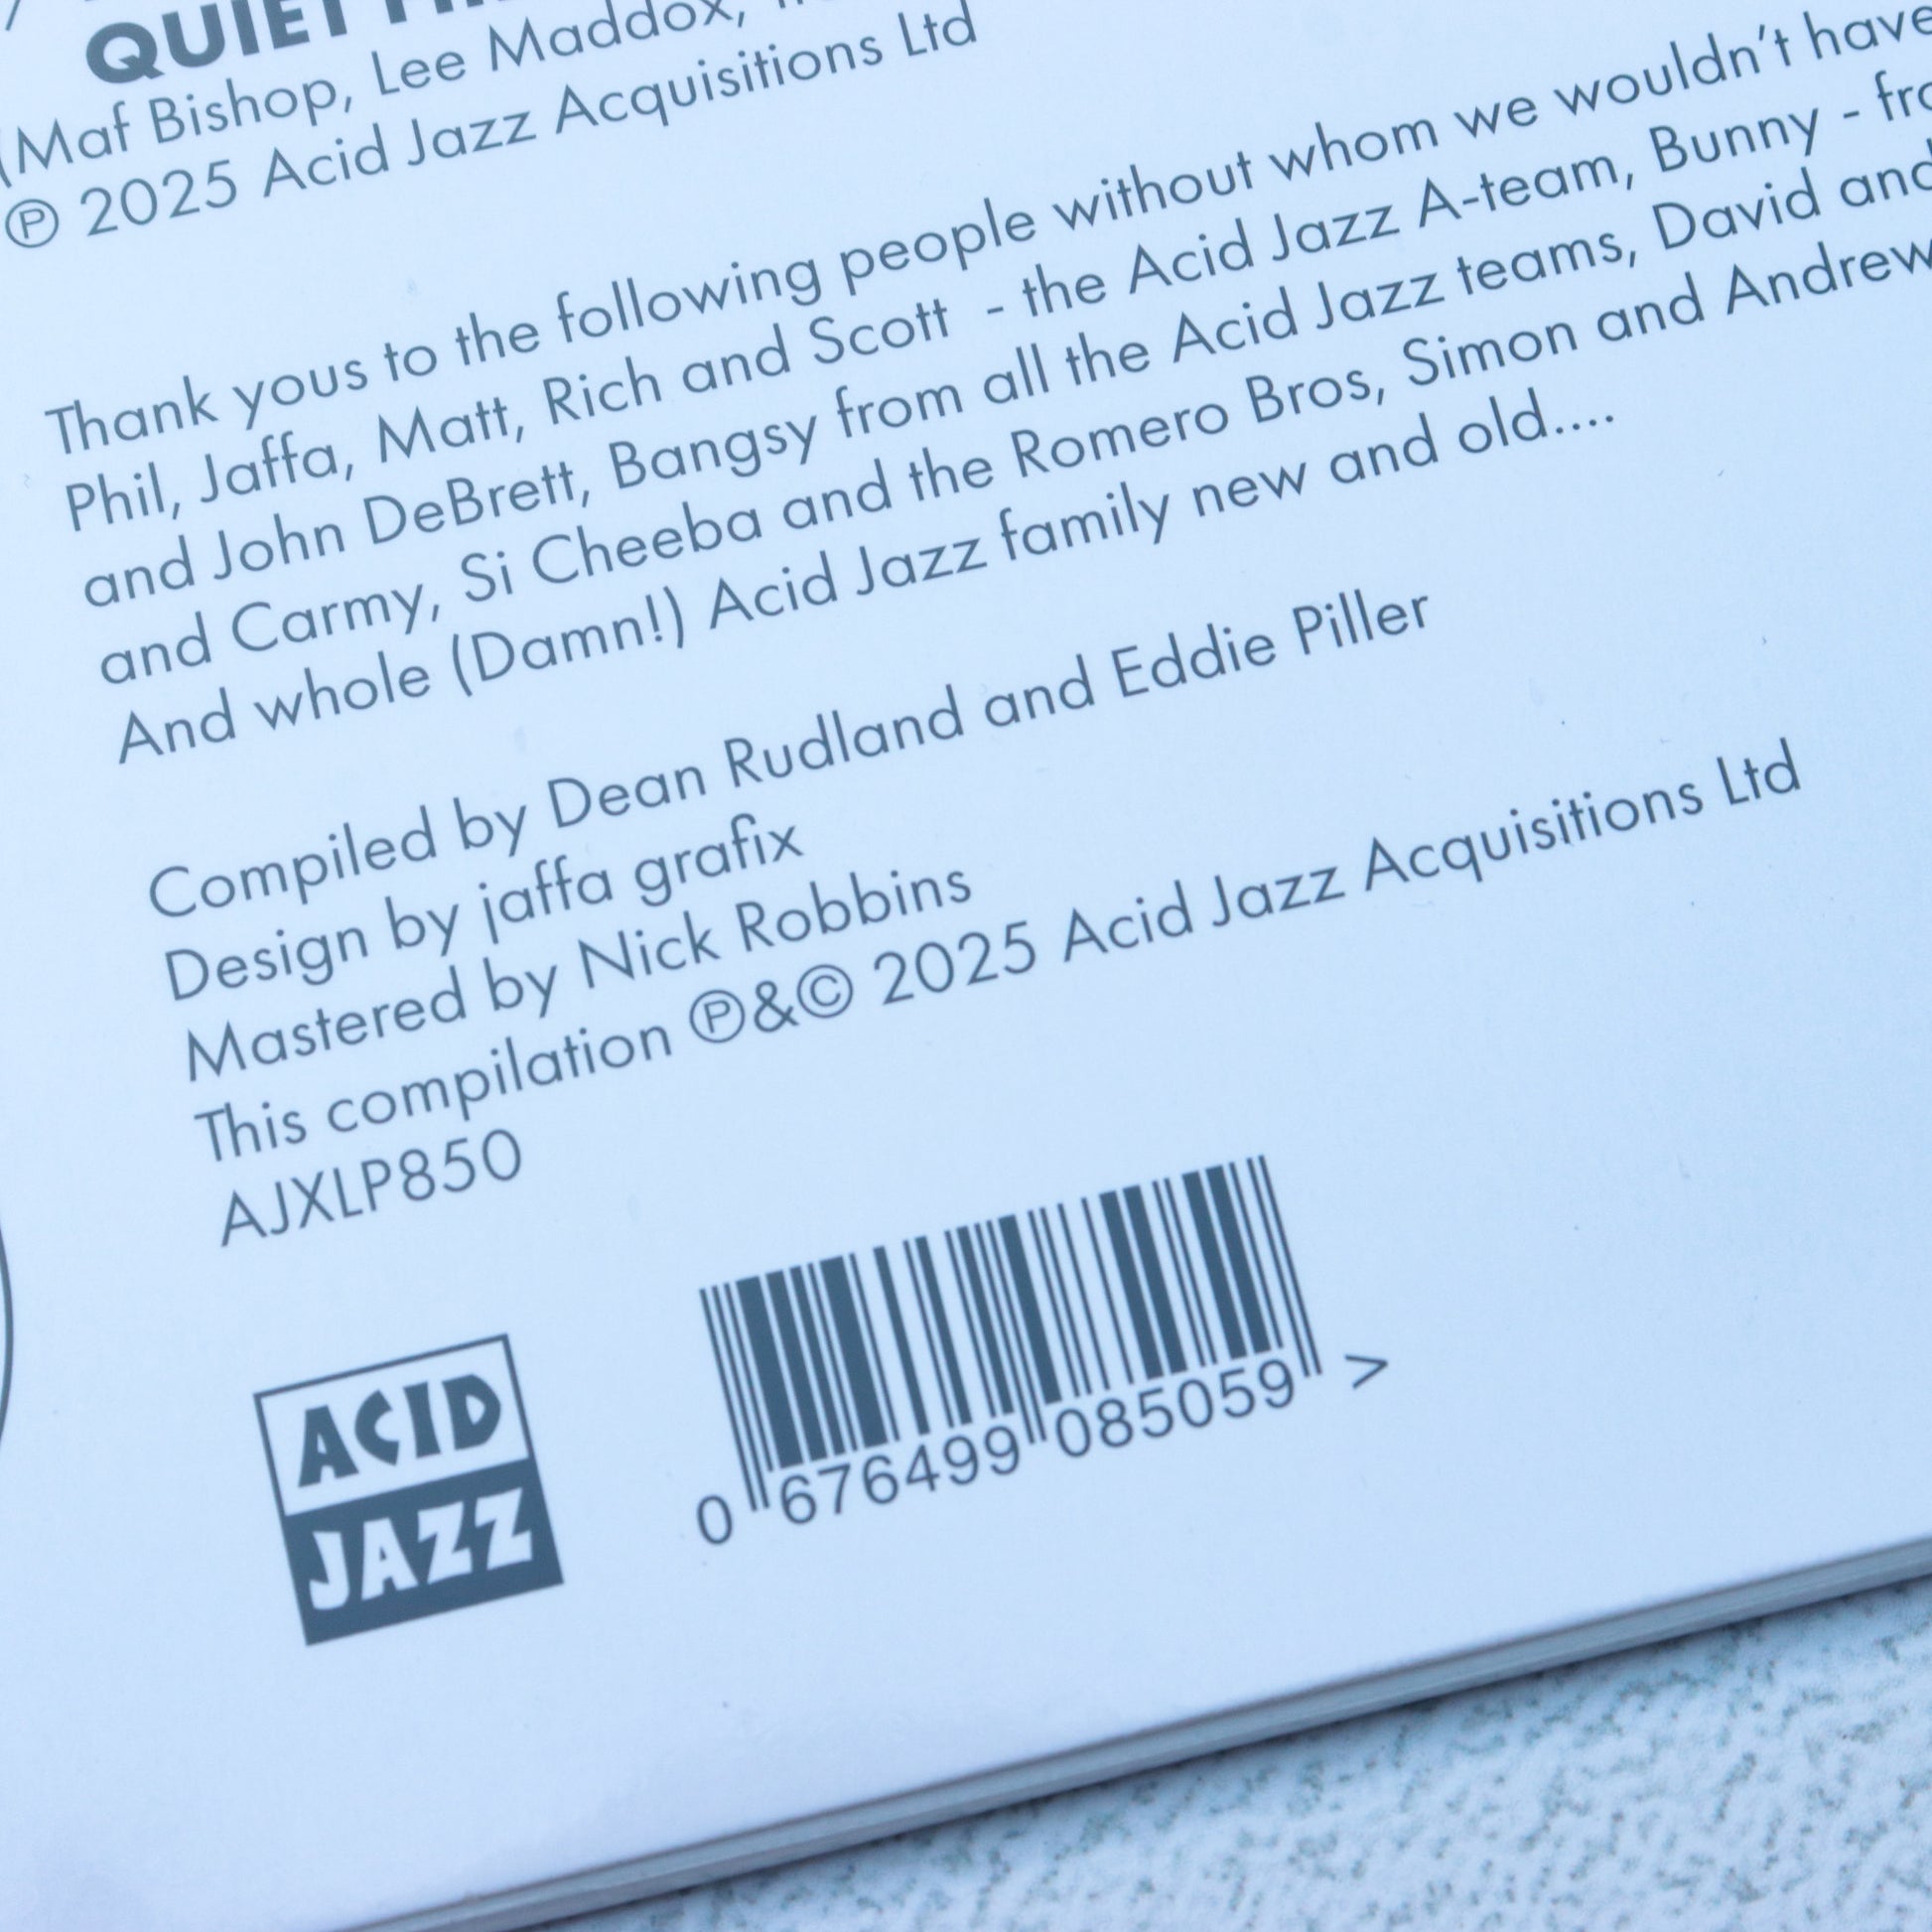 QUIET
(Maf Bishop, Lee Maddox,
℗ 2025 Acid Jazz Acquisitions Ltd
Thank yous to the following people without whom we wouldn't have
Phil, Jaffa, Matt, Rich and Scott - the Acid Jazz A-team, Bunny -
and John DeBrett, Bangsy from all the Acid Jazz teams, David and
and Carmy, Si Cheeba and the Romero Bros, Simon and Andrew
And whole (Damn!) Acid Jazz family new and old....
Compiled by Dean Rudland and Eddie Piller
Design by jaffa grafix
Mastered by Nick Robbins
This compilation ℗&© 2025 Acid Jazz Acquisitions Ltd
AJXLP850
ACID
JAZZ
0 676499 085059 >